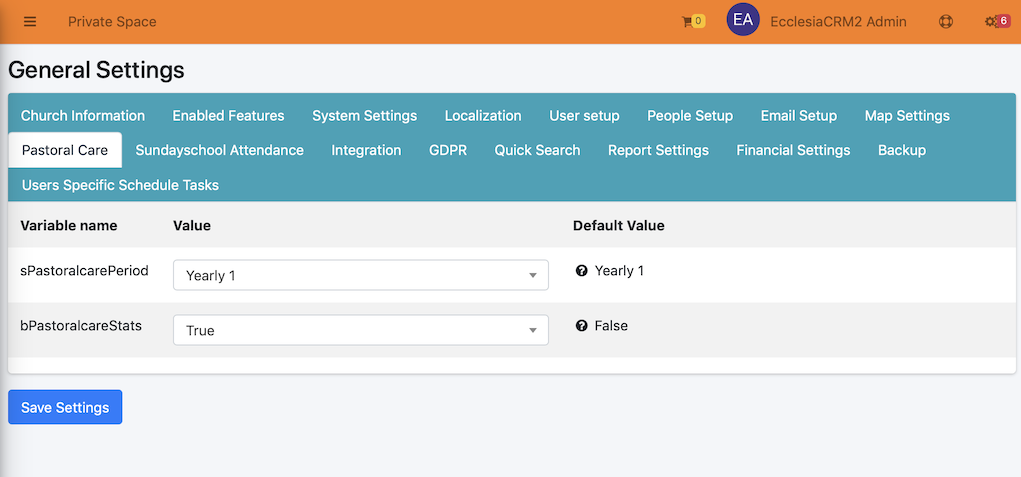 Private Space 0 EA EcclesiaCRM2 Admin 6
General Settings
Church Information Enabled Features System Settings Localization User setup People Setup Email Setup Map Settings
Pastoral Care Sundayschool Attendance Integration GDPR Quick Search Report Settings Financial Settings Backup
Users Specific Schedule Tasks
Variable name Value Default Value
sPastoralcarePeriod Yearly 1 Yearly 1
bPastoralcareStats True False
Save Settings